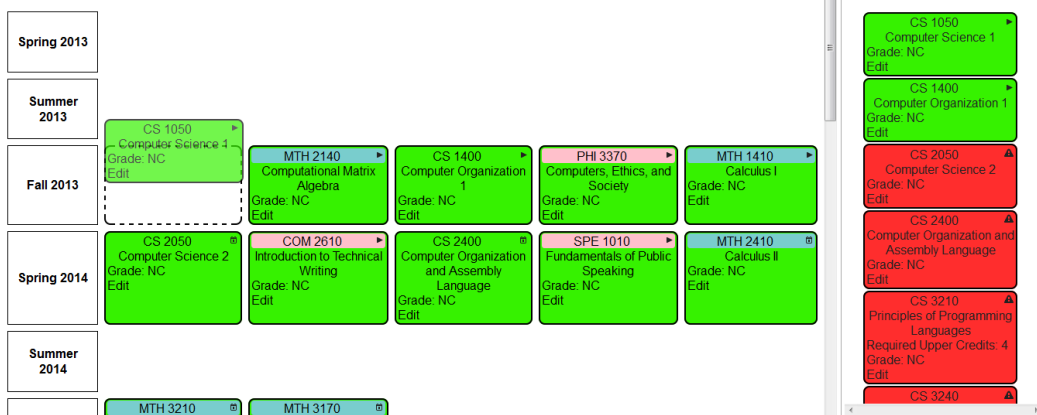 Spring 2013
Summer
2013
CS 1050
Computer Science 1
Grade: NC
Edit
Fall 2013
MTH 2140
Computational Matrix
Algebra
Grade: NC
Edit
CS 1400
Computer Organization
1
Grade: NC
Edit
PHI 3370
Computers, Ethics, and
Society
Grade: NC
Edit
MTH 1410
Calculus I
Grade: NC
Edit
Spring 2014
CS 2050
Computer Science 2
Grade: NC
Edit
COM 2610
Introduction to Technical
Writing
Grade: NC
Edit
CS 2400
Computer Organization
and Assembly
Language
Grade: NC
Edit
SPE 1010
Fundamentals of Public
Speaking
Grade: NC
Edit
MTH 2410
Calculus II
Grade: NC
Edit
Summer
2014
MTH 3210
MTH 3170
CS 1050
Computer Science 1
Grade: NC
Edit
CS 1400
Computer Organization 1
Grade: NC
Edit
CS 2050
Computer Science 2
Grade: NC
Edit
CS 2400
Computer Organization and
Assembly Language
Grade: NC
Edit
CS 3210
Principles of Programming
Languages
Required Upper Credits: 4
Grade: NC
Edit
CS 3240